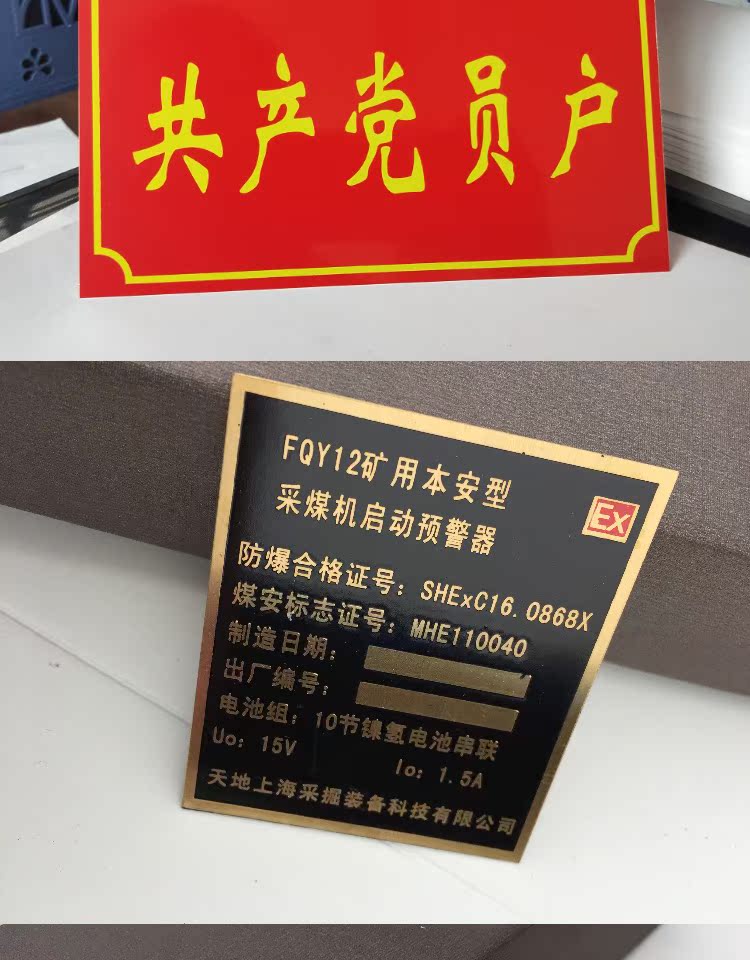 共产党员户
FQY12矿用本安型
采煤机启动预警器
Ex
防爆合格证号：SHExC16.0868X
煤安标志证号：MHE110040
制造日期：
出厂编号：
电池组：10节镍氢电池串联
Uo：15V Io：1.5A
天地上海采掘装备科技有限公司